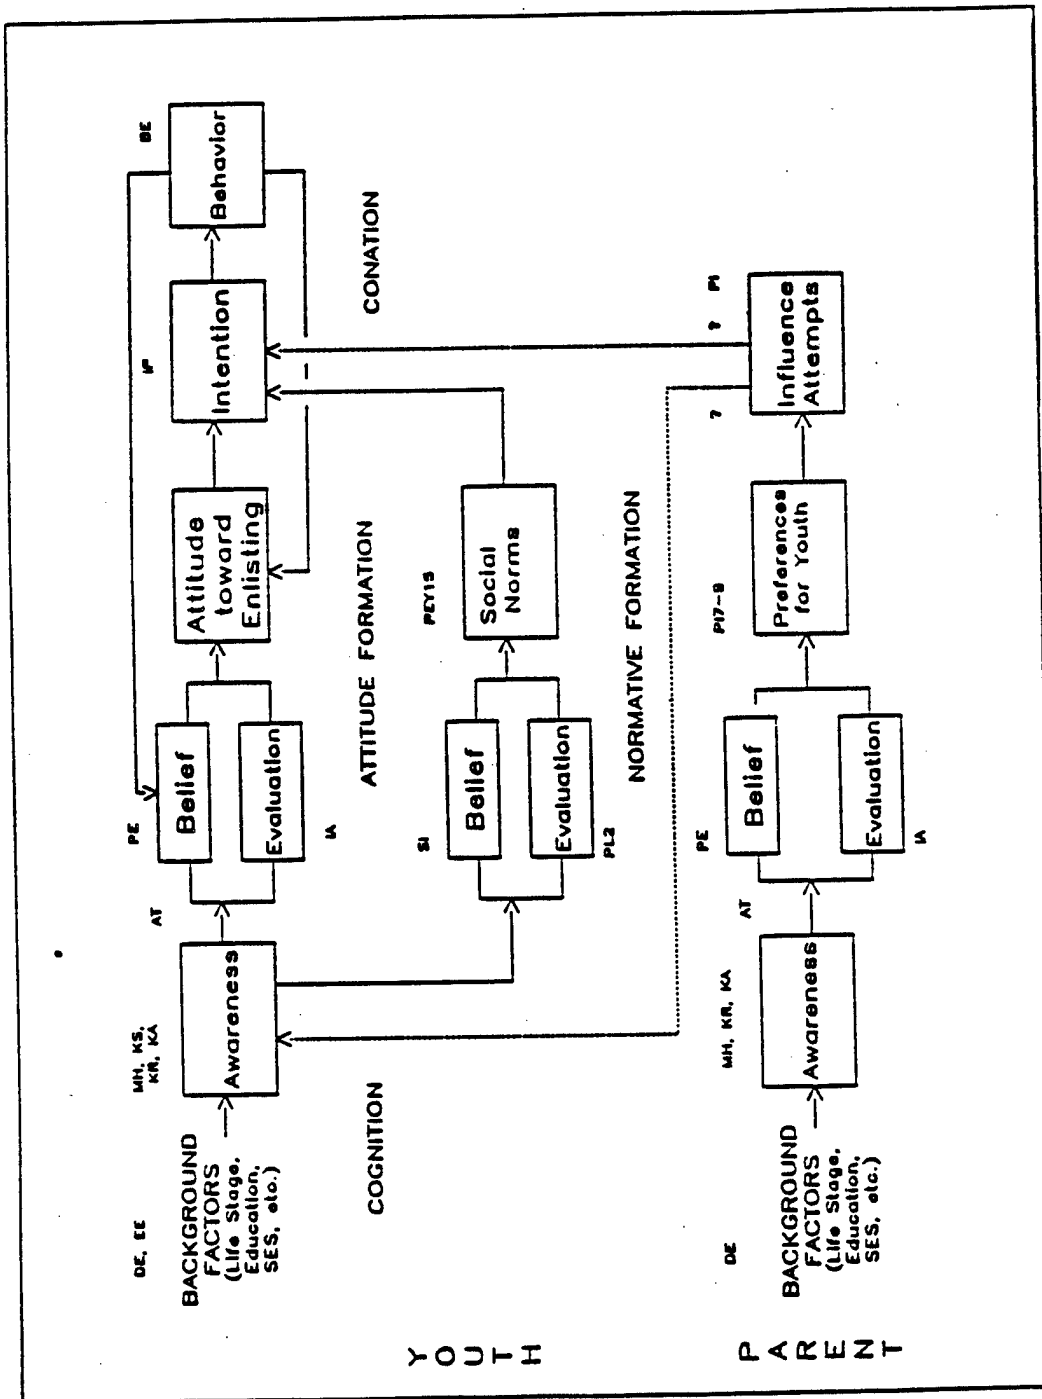 YOUTH
DE, EE
BACKGROUND
FACTORS
(Life Stage,
Education,
SES, etc.)
MH, KS,
KR, KA
Awareness
AT
PE
Belief
Evaluation
IA
Attitude
toward
Enlisting
Intention
BE
Behavior
COGNITION
ATTITUDE FORMATION
CONATION
SI
Belief
Evaluation
PL2
PEY15
Social
Norms
NORMATIVE FORMATION
PARENT
DE
BACKGROUND
FACTORS
(Life Stage,
Education,
SES, etc.)
MH, KR, KA
Awareness
AT
PE
Belief
Evaluation
IA
Preferences
for Youth
?
?
PI
Influence
Attempts